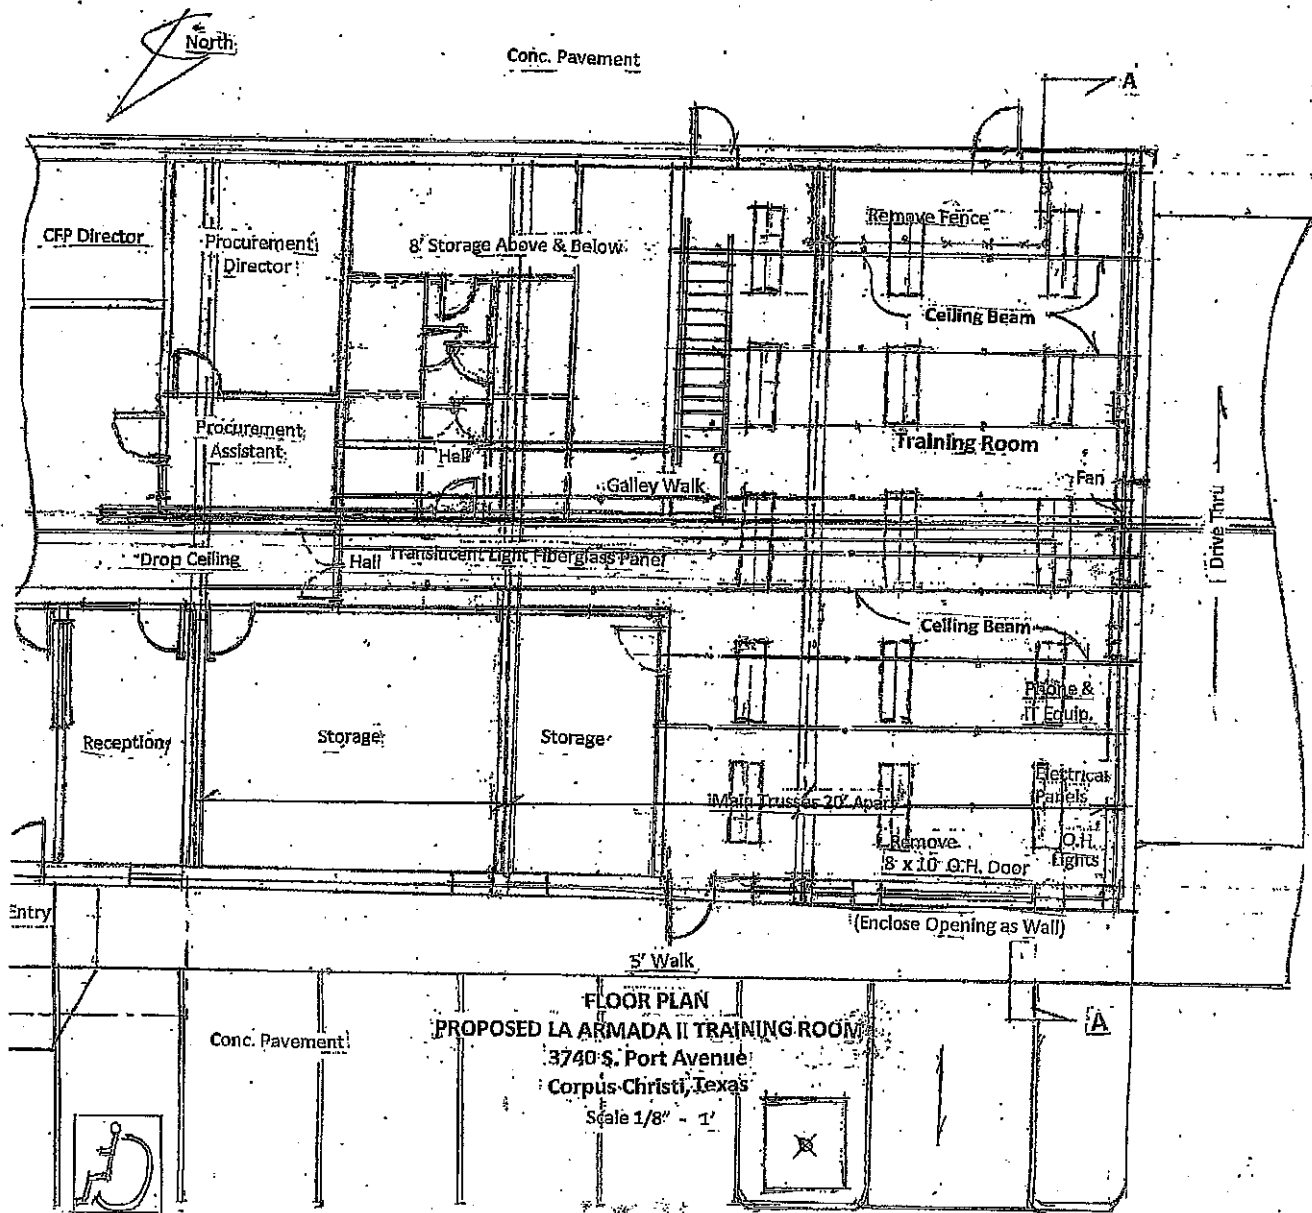 North
Conc. Pavement
A
CFP Director
Procurement
Director
8' Storage Above & Below
Remove Fence
Ceiling Beam
Procurement
Assistant
Hall
Training Room
Galley Walk
Fan
Drive Thru
Drop Ceiling
Hall
Translucent Light Fiberglass Panel
Ceiling Beam
Phone &
IT Equip.
Reception
Storage
Storage
Electrical
Panels
Main Trusses 20' Apart
Remove
8 x 10 O.H. Door
O.H.
Lights
Entry
(Enclose Opening as Wall)
5' Walk
FLOOR PLAN
PROPOSED LA ARMADA II TRAINING ROOM
3740 S. Port Avenue
Corpus Christi, Texas
Scale 1/8" - 1'
Conc. Pavement
A